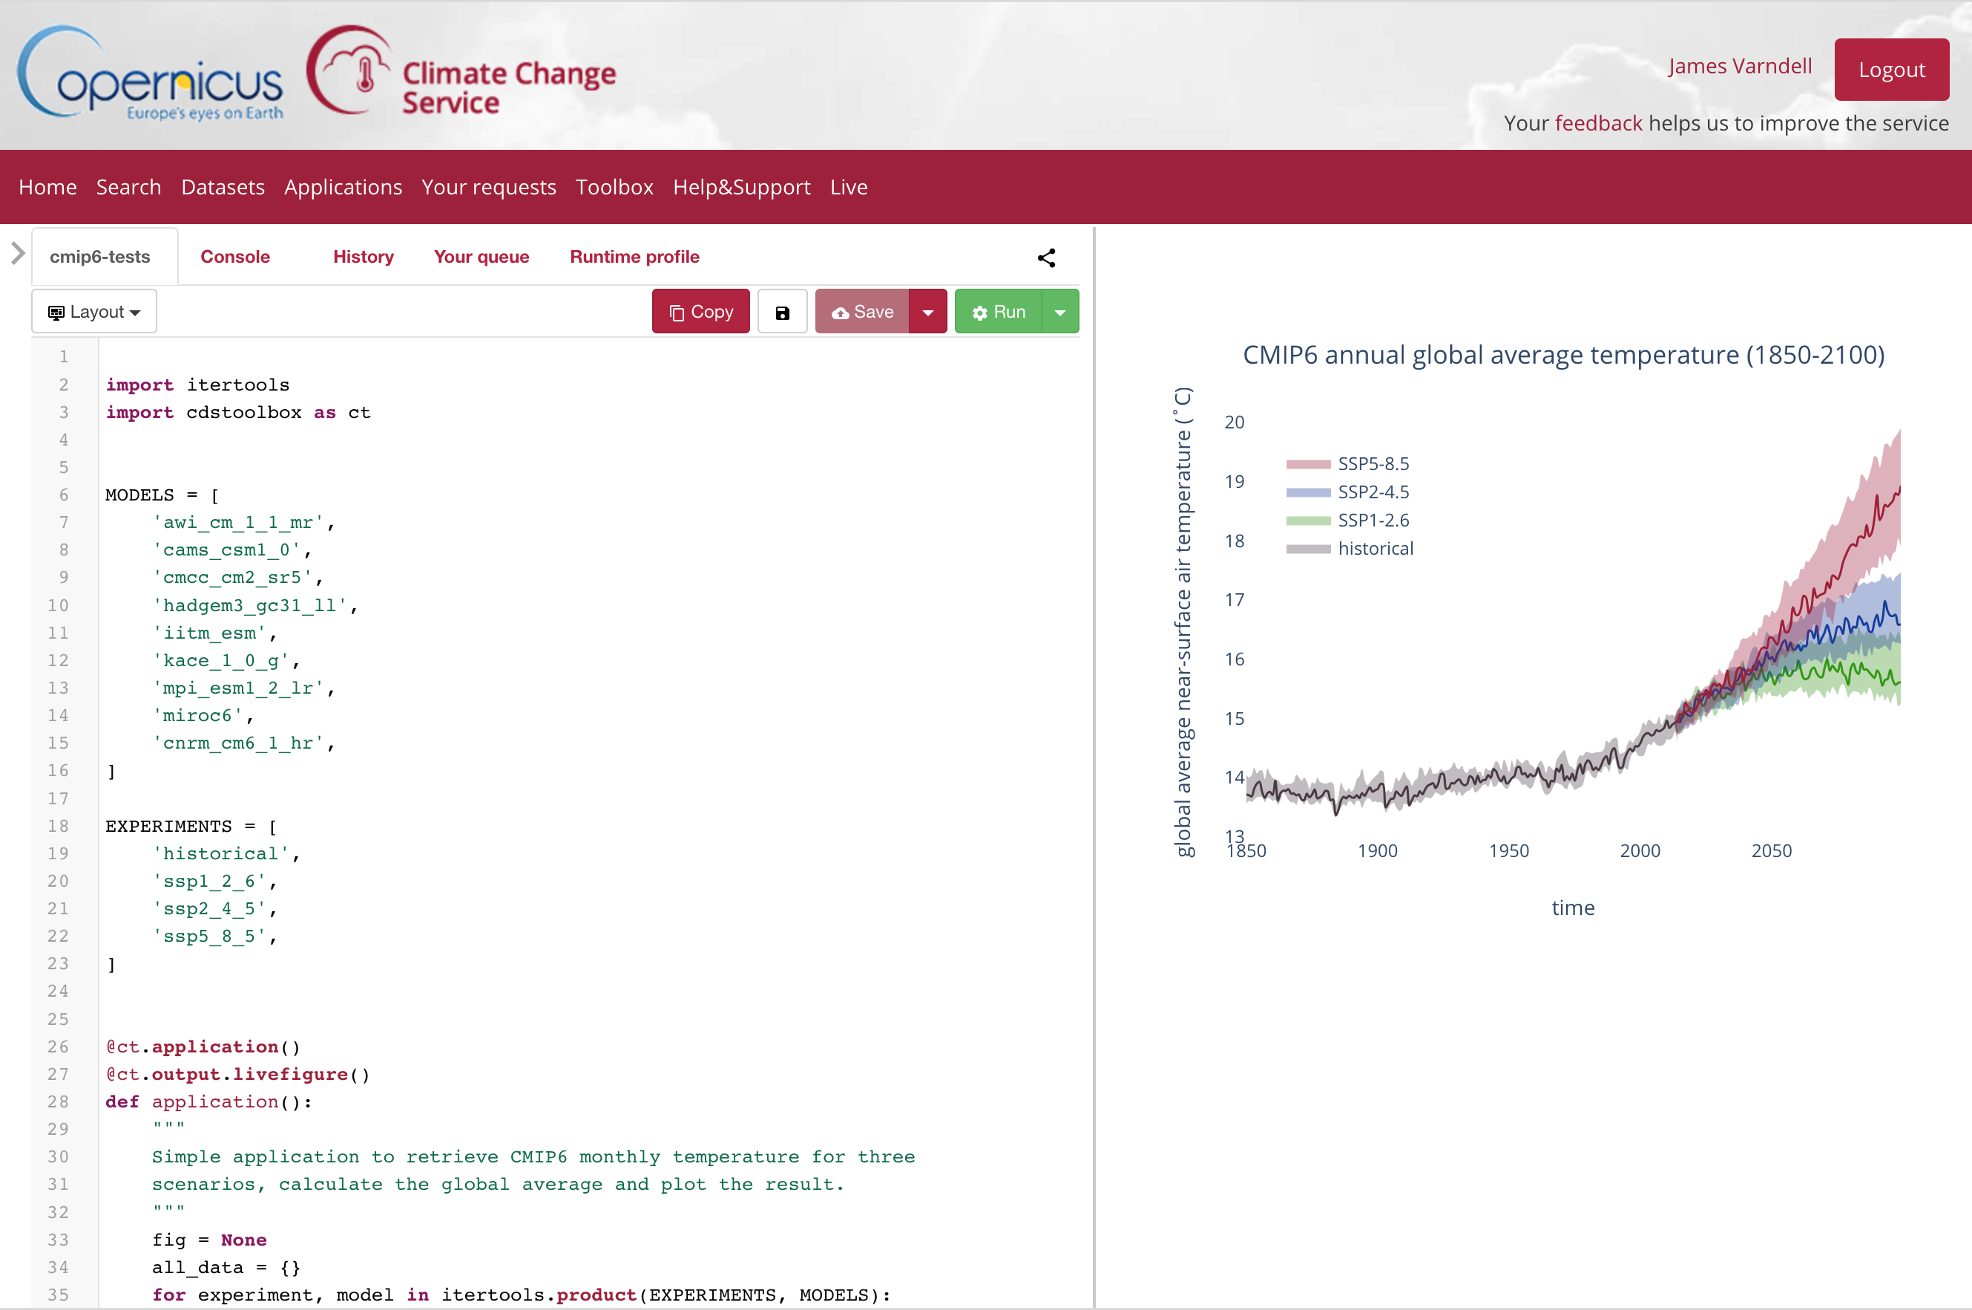 opernicus
Europe's eyes on Earth
Climate Change
Service
James Varndell
Logout
Your feedback helps us to improve the service
Home Search Datasets Applications Your requests Toolbox Help&Support Live
cmip6-tests Console History Your queue Runtime profile
Layout Copy Save Run
1
2 import itertools
3 import cdstoolbox as ct
4
5
6 MODELS = [
7 'awi_cm_1_1_mr',
8 'cams_csm1_0',
9 'cmcc_cm2_sr5',
10 'hadgem3_gc31_ll',
11 'iitm_esm',
12 'kace_1_0_g',
13 'mpi_esm1_2_lr',
14 'miroc6',
15 'cnrm_cm6_1_hr',
16 ]
17
18 EXPERIMENTS = [
19 'historical',
20 'ssp1_2_6',
21 'ssp2_4_5',
22 'ssp5_8_5',
23 ]
24
25
26 @ct.application()
27 @ct.output.livefigure()
28 def application():
29 """
30 Simple application to retrieve CMIP6 monthly temperature for three
31 scenarios, calculate the global average and plot the result.
32 """
33 fig = None
34 all_data = {}
35 for experiment, model in itertools.product(EXPERIMENTS, MODELS):
CMIP6 annual global average temperature (1850-2100)
global average near-surface air temperature (˚C)
20
19
18
17
16
15
14
13
SSP5-8.5
SSP2-4.5
SSP1-2.6
historical
1850 1900 1950 2000 2050
time